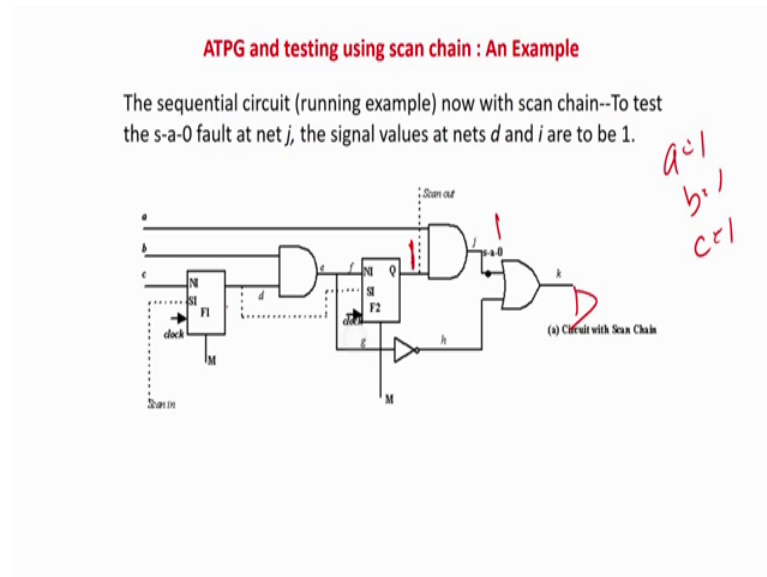 ATPG and testing using scan chain : An Example
The sequential circuit (running example) now with scan chain--To test
the s-a-0 fault at net j, the signal values at nets d and i are to be 1.
a=1
b=1
c=1
Scan out
a
1
b
j
s-a-0
1
e
f
NI
Q
c
NI
k
SI
d
SI
F1
F2
D
clock
clock
(a) Circuit with Scan Chain
g
h
M
M
Scan in